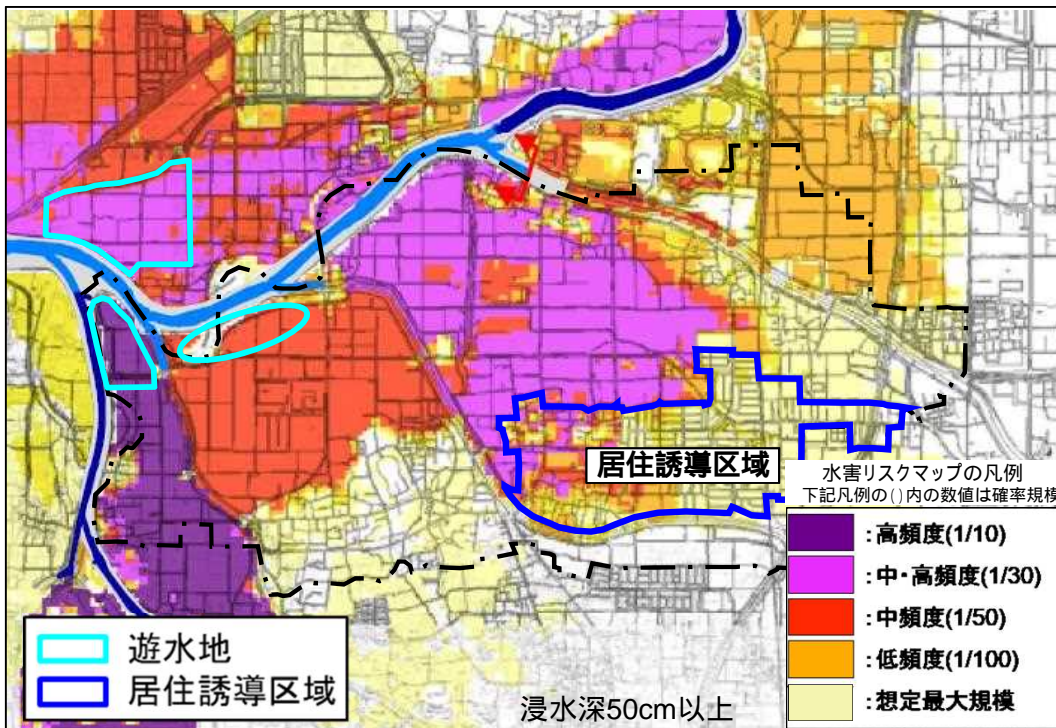 居住誘導区域
水害リスクマップの凡例
下記凡例の()内の数値は確率規模
:高頻度(1/10)
:中・高頻度(1/30)
:中頻度(1/50)
:低頻度(1/100)
:想定最大規模
遊水地
居住誘導区域
浸水深50cm以上